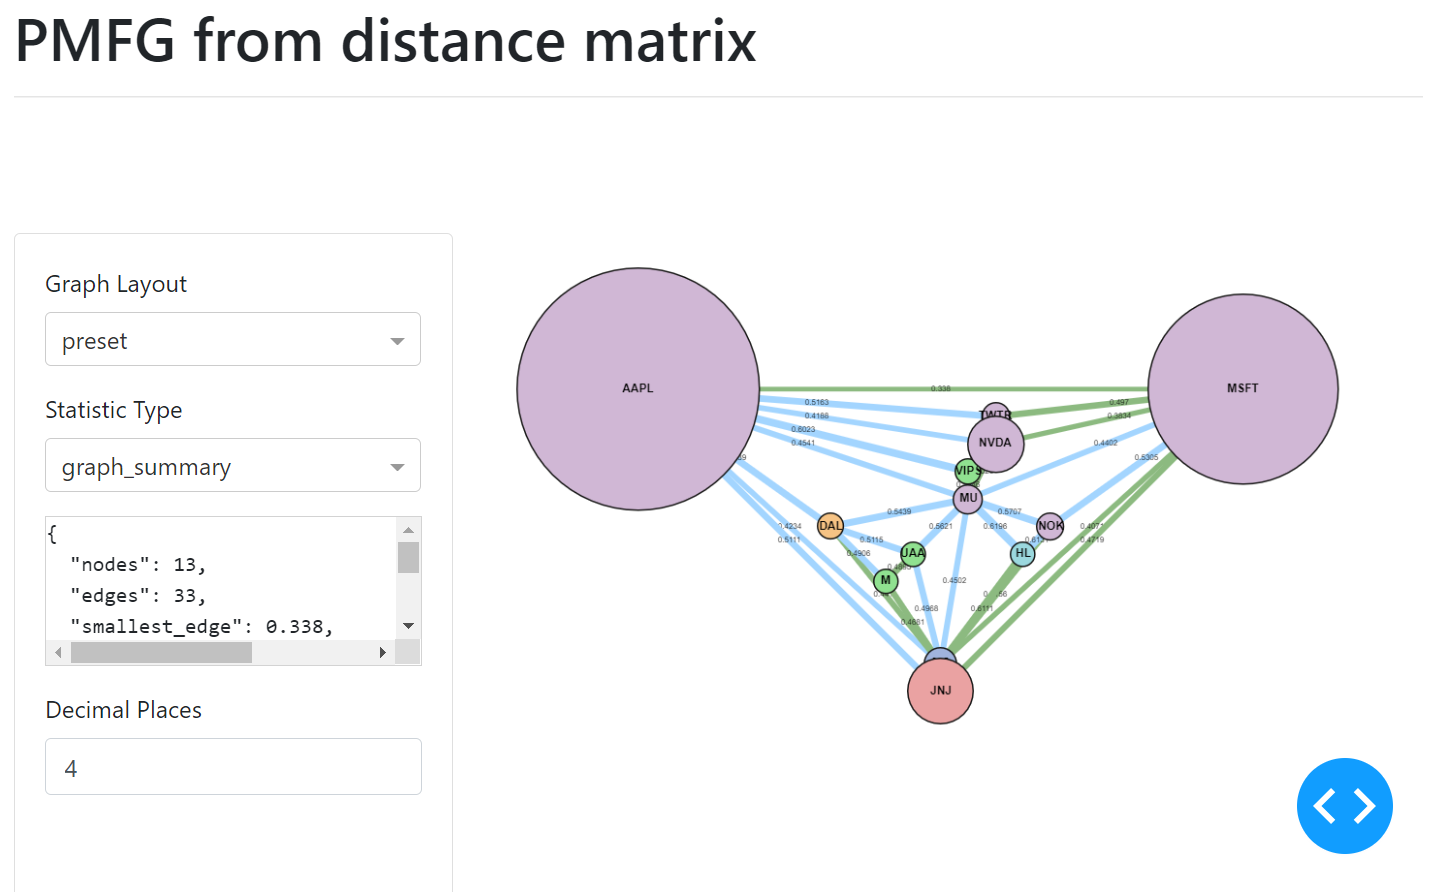 PMFG from distance matrix
Graph Layout
preset
Statistic Type
graph_summary
{
"nodes": 13,
"edges": 33,
"smallest_edge": 0.338,
Decimal Places
4
AAPL
MSFT
0.338
0.5163
0.497
TWTR
0.4188
0.3834
0.6023
NVDA
0.4541
0.4402
0.5305
VIPS
MU
0.5439
0.5707
DAL
0.6196
NOK
0.4234
0.5621
0.4071
0.5111
0.5115
0.4719
0.4906
UAA
HL
M
0.4502
0.4968
0.6111
0.4681
JNJ